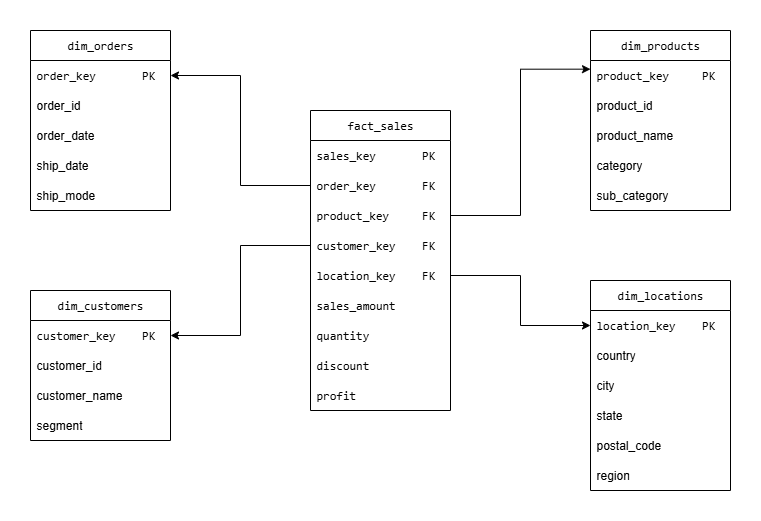 dim_orders
order_key PK
order_id
order_date
ship_date
ship_mode
dim_customers
customer_key PK
customer_id
customer_name
segment
fact_sales
sales_key PK
order_key FK
product_key FK
customer_key FK
location_key FK
sales_amount
quantity
discount
profit
dim_products
product_key PK
product_id
product_name
category
sub_category
dim_locations
location_key PK
country
city
state
postal_code
region